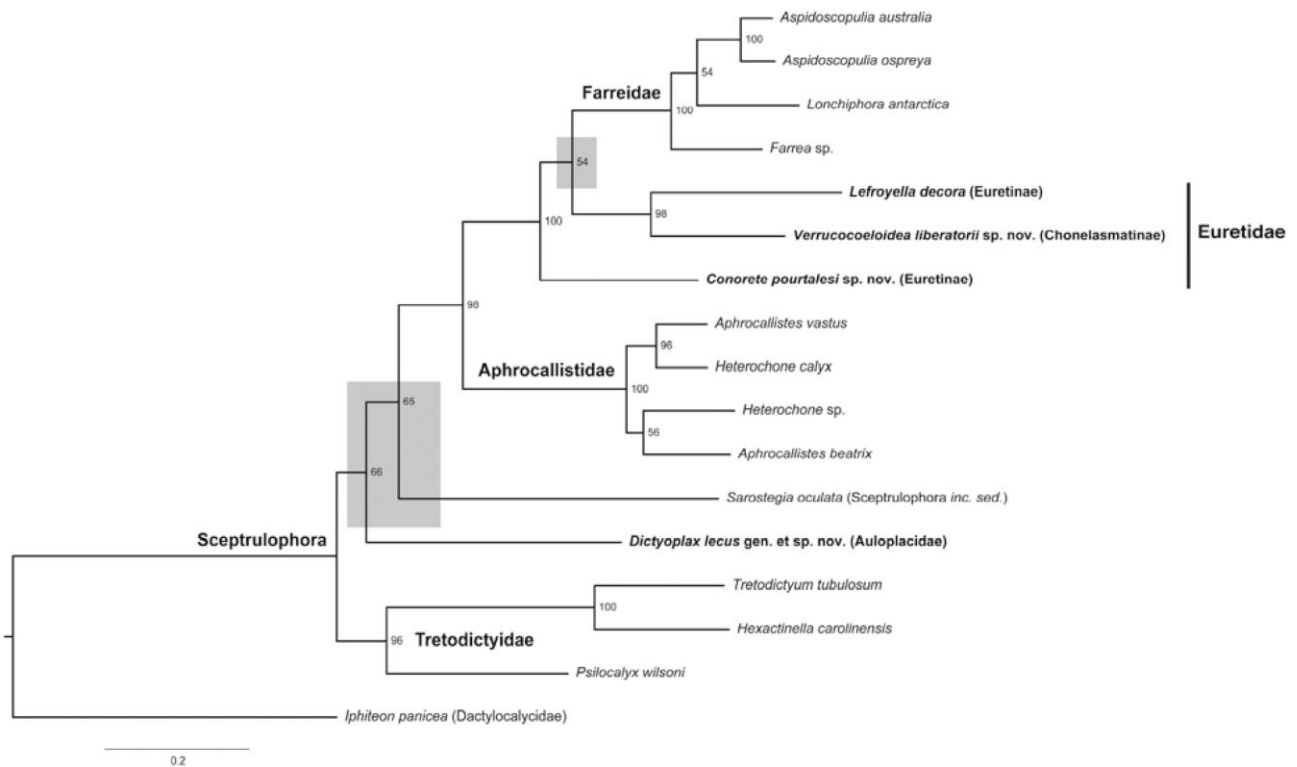 Aspidoscopulia australia
100
Aspidoscopulia ospreya
54
Farreidae
Lonchiphora antarctica
100
Farrea sp.
54
Lefroyella decora (Euretinae)
98
Verrucocoeloidea liberatorii sp. nov. (Chonelasmatinae)
Euretidae
100
Conorete pourtalesi sp. nov. (Euretinae)
98
Aphrocallistes vastus
96
Aphrocallistidae
Heterochone calyx
100
65
Heterochone sp.
56
Aphrocallistes beatrix
66
Sarostegia oculata (Sceptrulophora inc. sed.)
Sceptrulophora
Dictyoplax lecus gen. et sp. nov. (Auloplacidae)
Tretodictyum tubulosum
100
Hexactinella carolinensis
96
Tretodictyidae
Psilocalyx wilsoni
Iphiteon panicea (Dactylocalycidae)
0.2